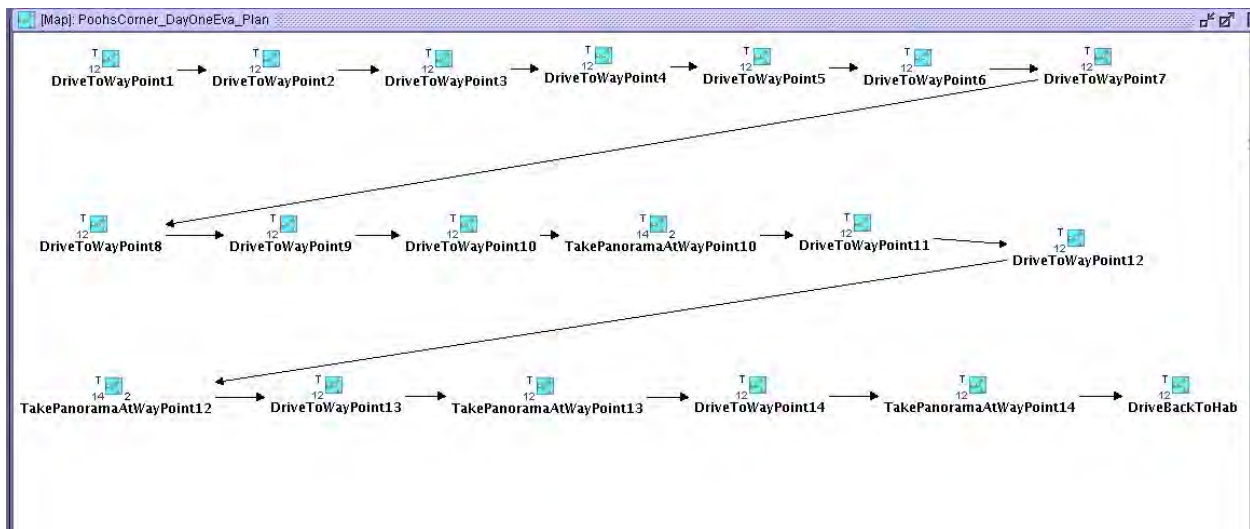 [Map]: PoohsCorner_DayOneEva_Plan
T T T T T T T
12 12 12 12 12 12 12
DriveToWayPoint1 DriveToWayPoint2 DriveToWayPoint3 DriveToWayPoint4 DriveToWayPoint5 DriveToWayPoint6 DriveToWayPoint7
T T T T T T
12 12 12 14 2 12 12
DriveToWayPoint8 DriveToWayPoint9 DriveToWayPoint10 TakePanoramaAtWayPoint10 DriveToWayPoint11 DriveToWayPoint12
T T T T T T
14 2 12 12 12 12 12
TakePanoramaAtWayPoint12 DriveToWayPoint13 TakePanoramaAtWayPoint13 DriveToWayPoint14 TakePanoramaAtWayPoint14 DriveBackToHab